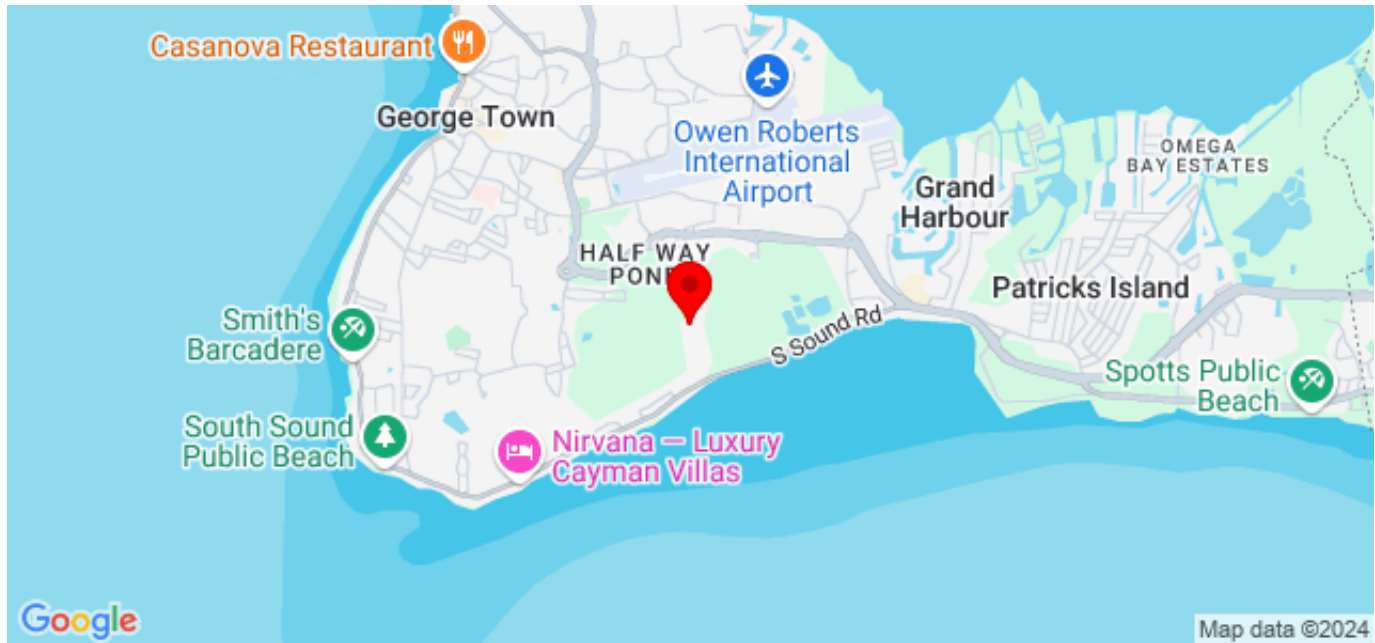 Casanova Restaurant
George Town
Owen Roberts
International
Airport
OMEGA
BAY ESTATES
Grand
Harbour
HALF WAY
POND
Patricks Island
Smith's
Barcadere
S Sound Rd
Spotts Public
Beach
South Sound
Public Beach
Nirvana — Luxury
Cayman Villas
Google
Map data ©2024